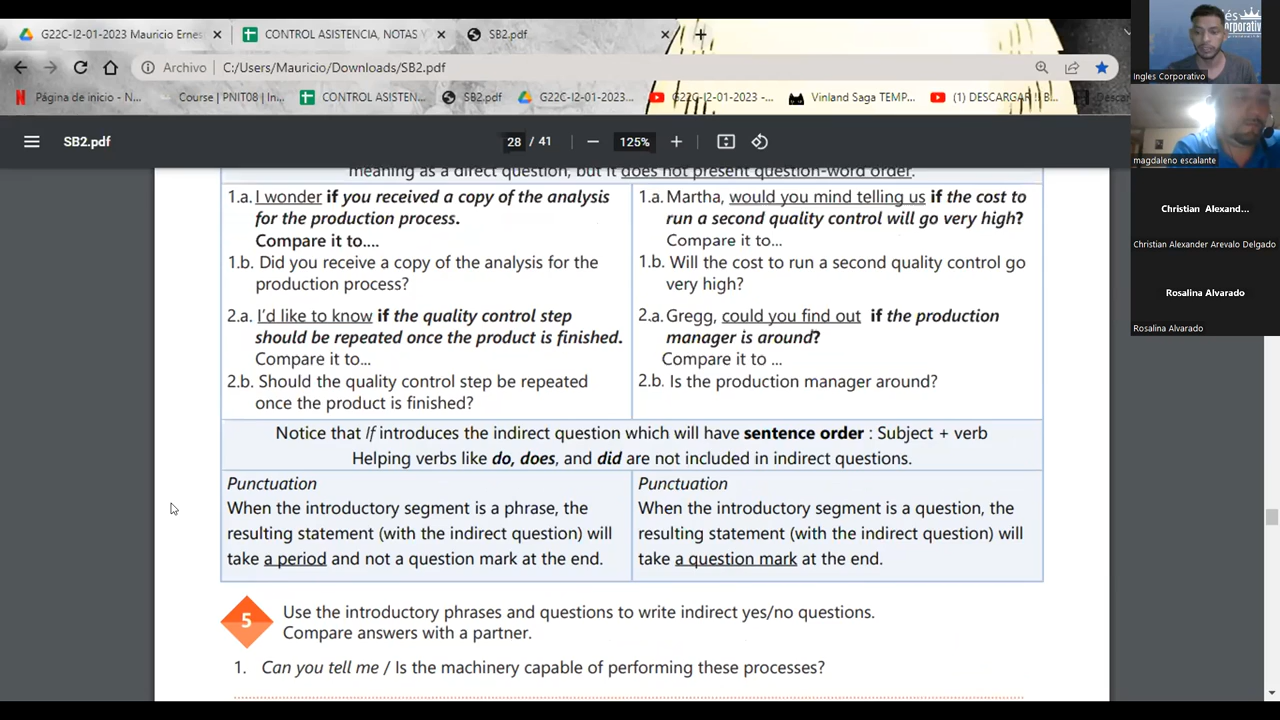 G22C-I2-01-2023 Mauricio Ernes
CONTROL ASISTENCIA, NOTAS Y
SB2.pdf
Archivo
C:/Users/Mauricio/Downloads/SB2.pdf
Página de inicio - N...
Course | PNIT08 | In...
CONTROL ASISTEN...
SB2.pdf
G22C-I2-01-2023...
G22C-I2-01-2023 -...
Vinland Saga TEMP...
(1) DESCARGAR !! B...
SB2.pdf
28 / 41
125%
meaning as a direct question, but it does not present question-word order.
1.a. I wonder if you received a copy of the analysis
for the production process.
Compare it to....
1.b. Did you receive a copy of the analysis for the
production process?
2.a. I'd like to know if the quality control step
should be repeated once the product is finished.
Compare it to...
2.b. Should the quality control step be repeated
once the product is finished?
1.a. Martha, would you mind telling us if the cost to
run a second quality control will go very high?
Compare it to...
1.b. Will the cost to run a second quality control go
very high?
2.a. Gregg, could you find out if the production
manager is around?
Compare it to ...
2.b. Is the production manager around?
Notice that If introduces the indirect question which will have sentence order : Subject + verb
Helping verbs like do, does, and did are not included in indirect questions.
Punctuation
When the introductory segment is a phrase, the
resulting statement (with the indirect question) will
take a period and not a question mark at the end.
Punctuation
When the introductory segment is a question, the
resulting statement (with the indirect question) will
take a question mark at the end.
5
Use the introductory phrases and questions to write indirect yes/no questions.
Compare answers with a partner.
1. Can you tell me / Is the machinery capable of performing these processes?
Ingles Corporativo
magdaleno escalante
Christian Alexand...
Christian Alexander Arevalo Delgado
Rosalina Alvarado
Rosalina Alvarado